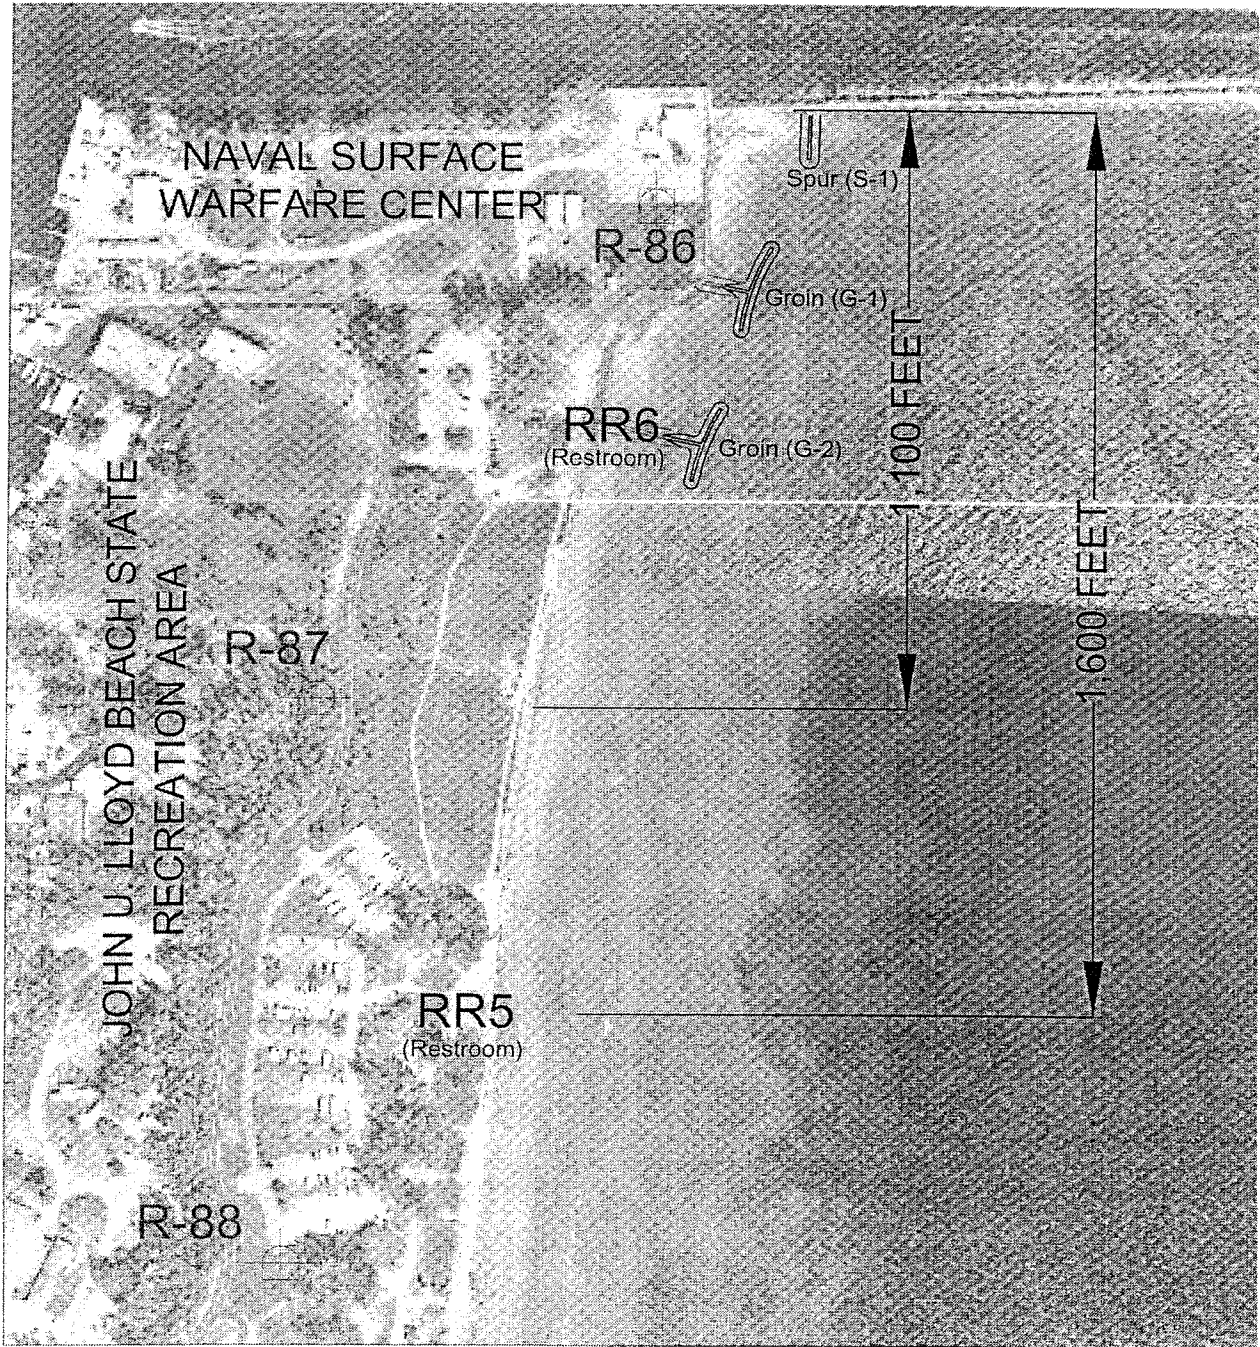 NAVAL SURFACE
WARFARE CENTER
Spur (S-1)
R-86
Groin (G-1)
RR6
(Restroom)
Groin (G-2)
1,100 FEET
1,600 FEET
JOHN U. LLOYD BEACH STATE
RECREATION AREA
R-87
RR5
(Restroom)
R-88